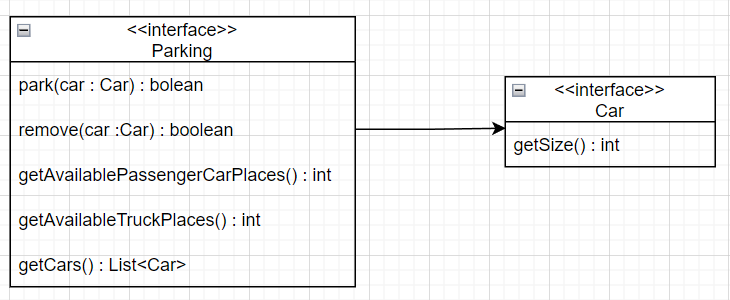 <<interface>>
Parking
park(car : Car) : bolean
remove(car :Car) : boolean
getAvailablePassengerCarPlaces() : int
getAvailableTruckPlaces() : int
getCars() : List<Car>
<<interface>>
Car
getSize() : int